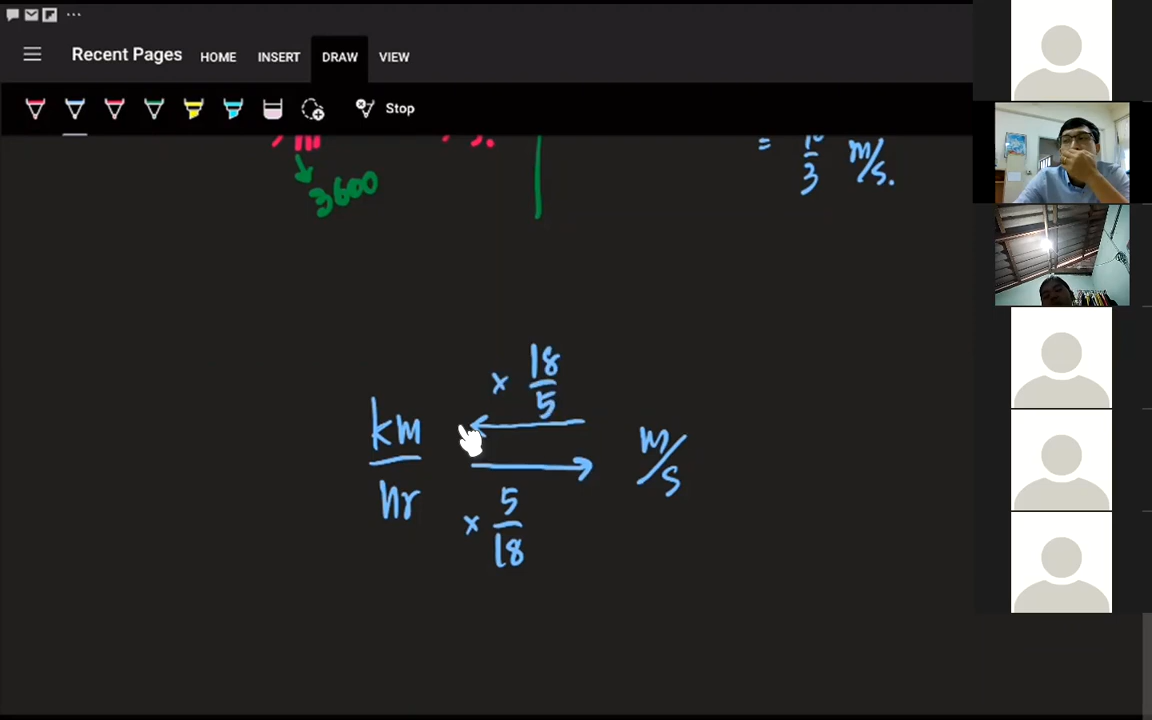 Recent Pages HOME INSERT DRAW VIEW
Stop
3600
= 3 m/s.
× 18/5
km/hr
m/s
× 5/18